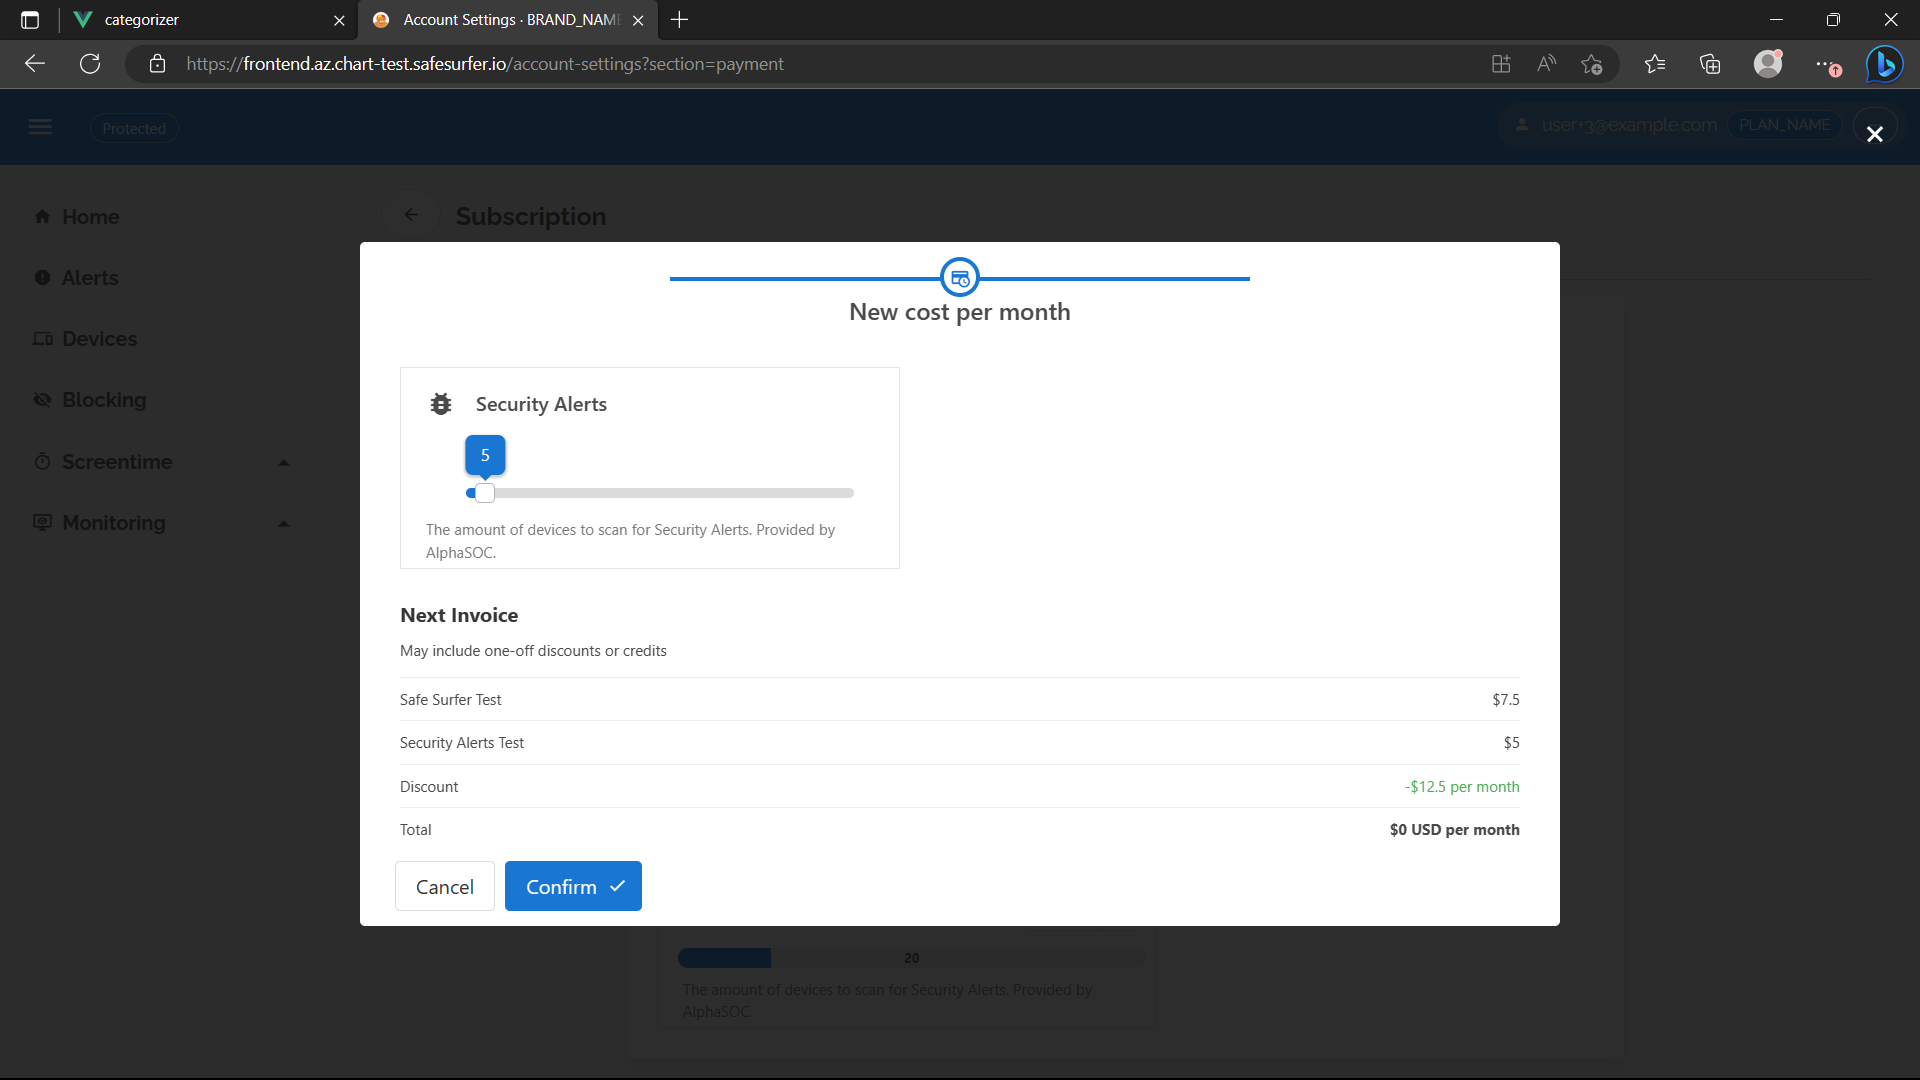 categorizer
Account Settings · BRAND_NAME
https://frontend.az.chart-test.safesurfer.io/account-settings?section=payment
Protected
user+3@example.com
PLAN_NAME
Home
Alerts
Devices
Blocking
Screentime
Monitoring
Subscription
New cost per month
Security Alerts
5
The amount of devices to scan for Security Alerts. Provided by
AlphaSOC.
Next Invoice
May include one-off discounts or credits
Safe Surfer Test $7.5
Security Alerts Test $5
Discount -$12.5 per month
Total $0 USD per month
Cancel
Confirm
20
The amount of devices to scan for Security Alerts. Provided by
AlphaSOC.